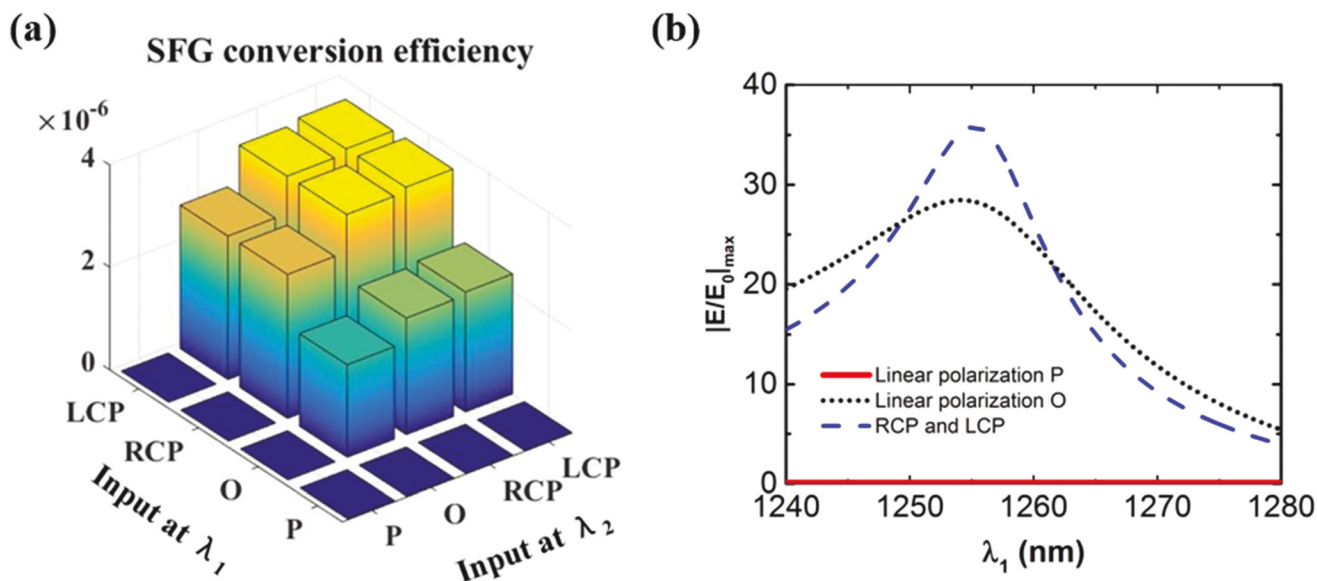 (a)
SFG conversion efficiency
×10⁻⁶
4
2
0
LCP
RCP
O
P
Input at λ₁
P
O
RCP
LCP
Input at λ₂
(b)
40
30
20
10
0
|E/E₀|max
Linear polarization P
Linear polarization O
RCP and LCP
1240
1250
1260
1270
1280
λ₁ (nm)